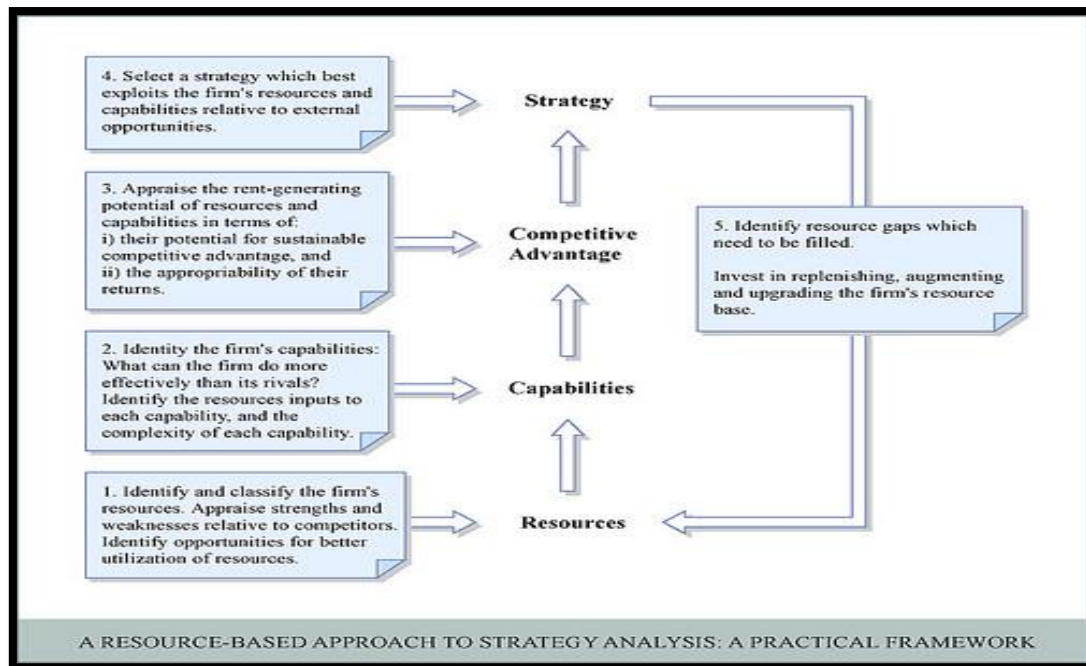 4. Select a strategy which best
exploits the firm's resources and
capabilities relative to external
opportunities.
Strategy
3. Appraise the rent-generating
potential of resources and
capabilities in terms of:
i) their potential for sustainable
competitive advantage, and
ii) the appropriability of their
returns.
Competitive
Advantage
5. Identify resource gaps which
need to be filled.
Invest in replenishing, augmenting
and upgrading the firm's resource
base.
2. Identity the firm's capabilities:
What can the firm do more
effectively than its rivals?
Identify the resources inputs to
each capability, and the
complexity of each capability.
Capabilities
1. Identify and classify the firm's
resources. Appraise strengths and
weaknesses relative to competitors.
Identify opportunities for better
utilization of resources.
Resources
A RESOURCE-BASED APPROACH TO STRATEGY ANALYSIS: A PRACTICAL FRAMEWORK